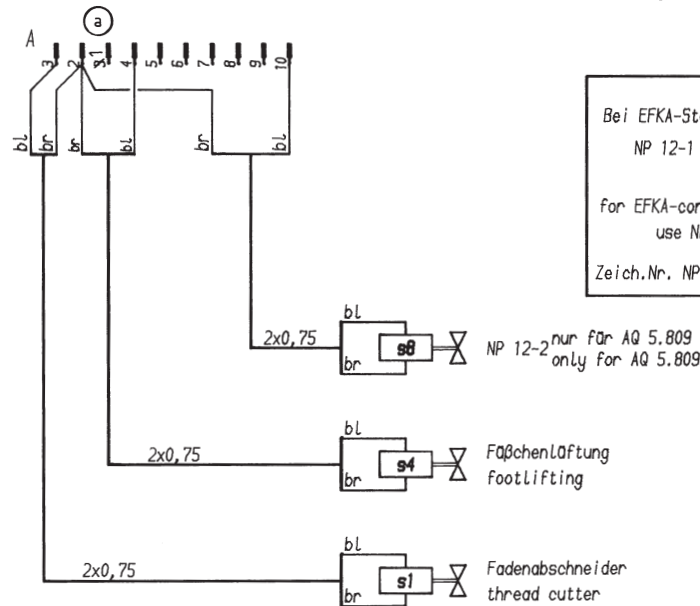 a
A
3 2 X1 3 4 5 6 7 8 9 10
bl br br bl br bl
Bei EFKA-St
NP 12-1
for EFKA-co
use N
Zeich.Nr. NP
bl
2x0,75 s8 NP 12-2 nur für AQ 5.809
br only for AQ 5.809
bl
2x0,75 s4 Füßchenlüftung
br footlifting
bl
2x0,75 s1 Fadenabschneider
br thread cutter